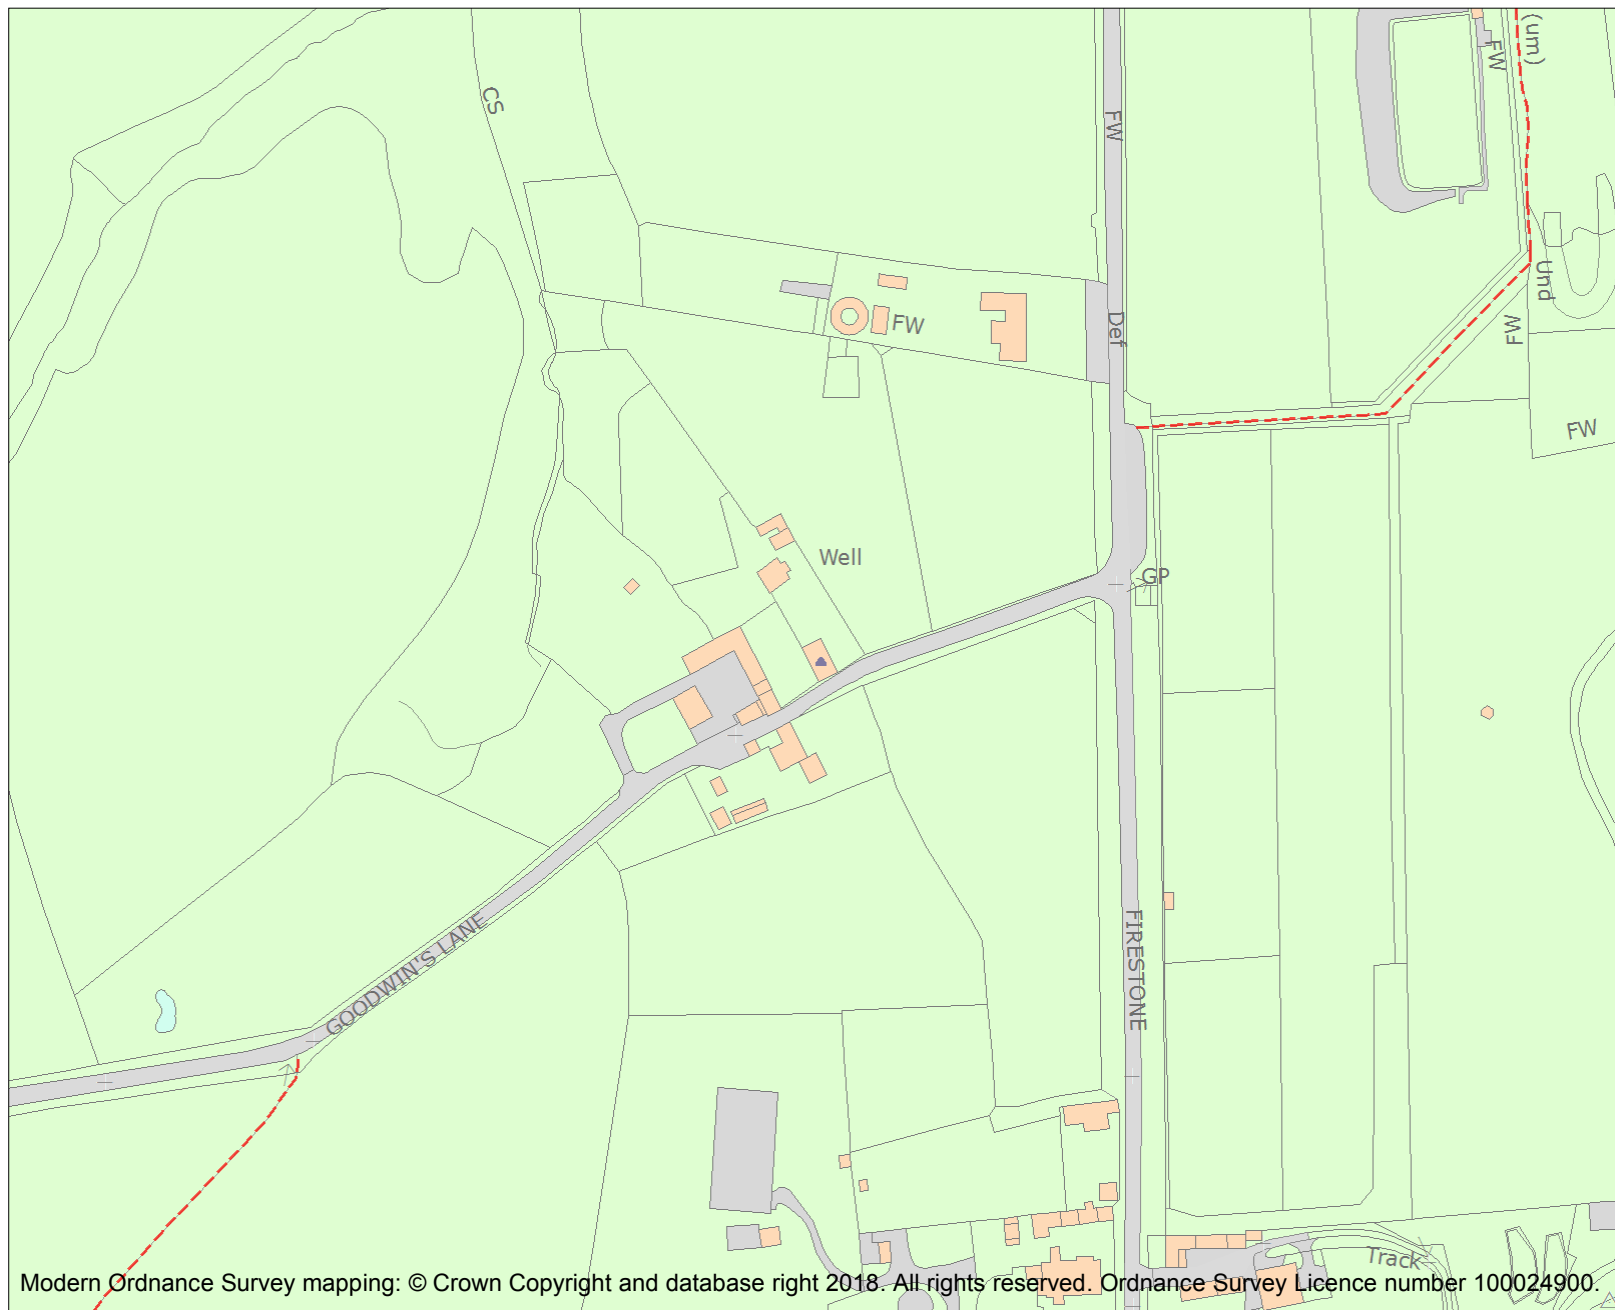 (um)
FW
CS
FW
Und
FW
Def
FW
FW
Well
GP
GOODWIN'S LANE
FIRESTONE
Track
Modern Ordnance Survey mapping: © Crown Copyright and database right 2018. All rights reserved. Ordnance Survey Licence number 100024900.